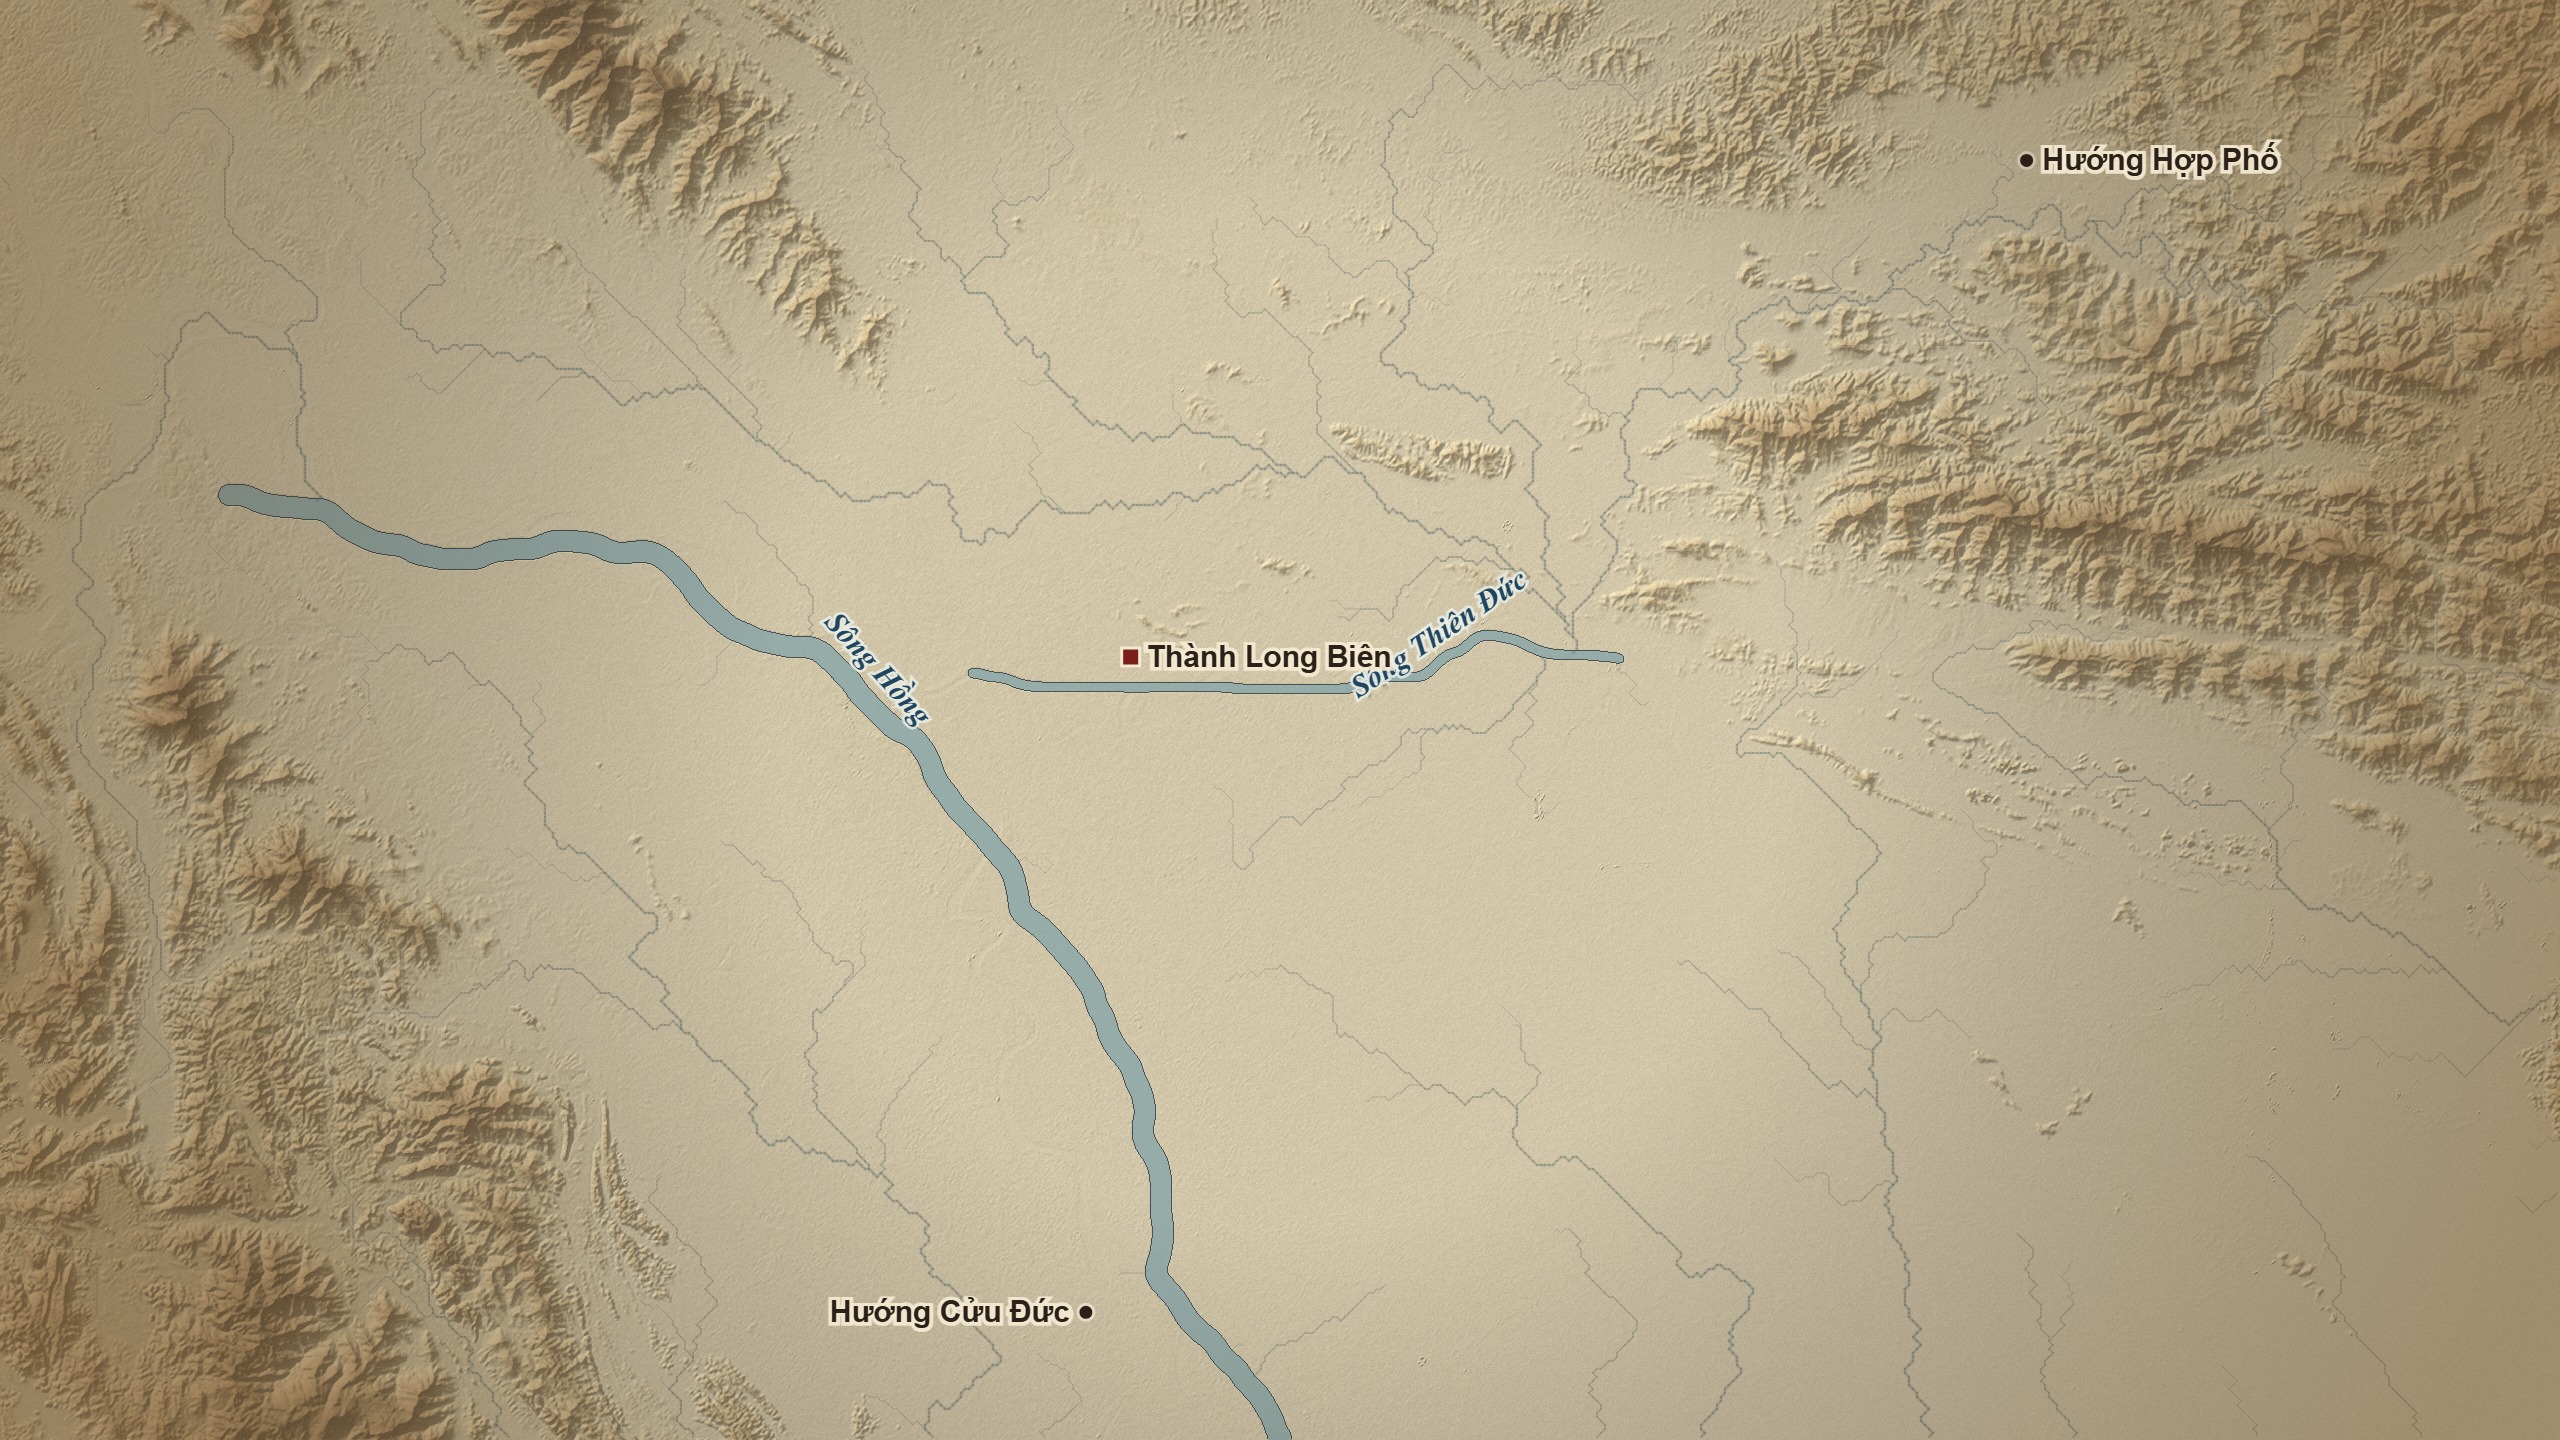 Hướng Hợp Phố
Sông Hồng
Thành Long Biên
Sông Thiên Đức
Hướng Cửu Đức